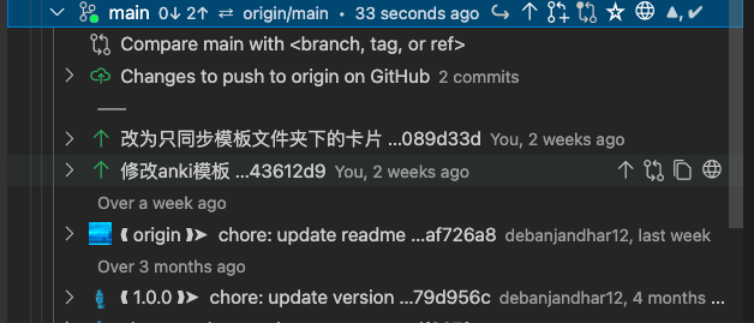 main 0↓ 2↑ ⇄ origin/main • 33 seconds ago
Compare main with <branch, tag, or ref>
Changes to push to origin on GitHub 2 commits
改为只同步模板文件夹下的卡片 ...089d33d You, 2 weeks ago
修改anki模板 ...43612d9 You, 2 weeks ago
Over a week ago
❨ origin ❩➤ chore: update readme ...af726a8 debanjandhar12, last week
Over 3 months ago
❨ 1.0.0 ❩➤ chore: update version ...79d956c debanjandhar12, 4 months ...